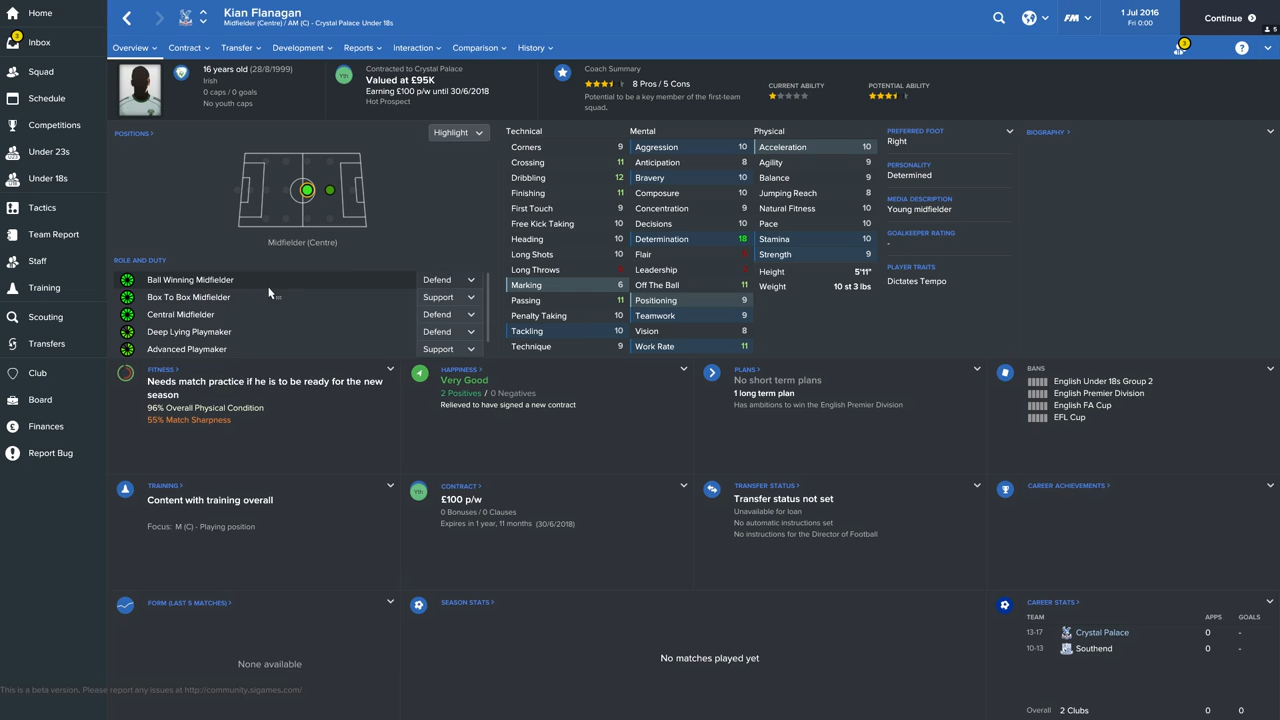 Home
3
Inbox
Squad
Schedule
Competitions
Under 23s
Under 18s
Tactics
Team Report
Staff
Training
Scouting
Transfers
Club
Board
Finances
Report Bug
Kian Flanagan
Midfielder (Centre) / AM (C) - Crystal Palace Under 18s
FM
1 Jul 2016
Fri 0:00
Continue
5
Overview
Contract
Transfer
Development
Reports
Interaction
Comparison
History
3
?
16 years old (28/8/1999)
Irish
0 caps / 0 goals
No youth caps
Yth
Contracted to Crystal Palace
Valued at £95K
Earning £100 p/w until 30/6/2018
Hot Prospect
Coach Summary
8 Pros / 5 Cons
Potential to be a key member of the first-team
squad.
CURRENT ABILITY
POTENTIAL ABILITY
POSITIONS >
Highlight
Midfielder (Centre)
ROLE AND DUTY
Ball Winning Midfielder Defend
Box To Box Midfielder Support
Central Midfielder Defend
Deep Lying Playmaker Defend
Advanced Playmaker Support
Technical
Corners 9
Crossing 11
Dribbling 12
Finishing 11
First Touch 9
Free Kick Taking 10
Heading 10
Long Shots 10
Long Throws
Marking 6
Passing 11
Penalty Taking 10
Tackling 10
Technique 9
Mental
Aggression 10
Anticipation 8
Bravery 10
Composure 10
Concentration 9
Decisions 10
Determination 18
Flair
Leadership
Off The Ball 11
Positioning 9
Teamwork 9
Vision 8
Work Rate 11
Physical
Acceleration 10
Agility 9
Balance 9
Jumping Reach 8
Natural Fitness 10
Pace 10
Stamina 10
Strength 9
Height 5'11"
Weight 10 st 3 lbs
PREFERRED FOOT
Right
PERSONALITY
Determined
MEDIA DESCRIPTION
Young midfielder
GOALKEEPER RATING
-
PLAYER TRAITS
Dictates Tempo
BIOGRAPHY >
FITNESS >
Needs match practice if he is to be ready for the new
season
96% Overall Physical Condition
55% Match Sharpness
HAPPINESS >
Very Good
2 Positives / 0 Negatives
Relieved to have signed a new contract
PLANS >
No short term plans
1 long term plan
Has ambitions to win the English Premier Division
BANS
English Under 18s Group 2
English Premier Division
English FA Cup
EFL Cup
TRAINING >
Content with training overall
Focus: M (C) - Playing position
Yth
CONTRACT >
£100 p/w
0 Bonuses / 0 Clauses
Expires in 1 year, 11 months (30/6/2018)
TRANSFER STATUS >
Transfer status not set
Unavailable for loan
No automatic instructions set
No instructions for the Director of Football
CAREER ACHIEVEMENTS >
FORM (LAST 5 MATCHES) >
None available
SEASON STATS >
No matches played yet
CAREER STATS >
TEAM APPS GOALS
13-17 Crystal Palace 0 -
10-13 Southend 0 -
Overall 2 Clubs 0 0
This is a beta version. Please report any issues at http://community.sigames.com/